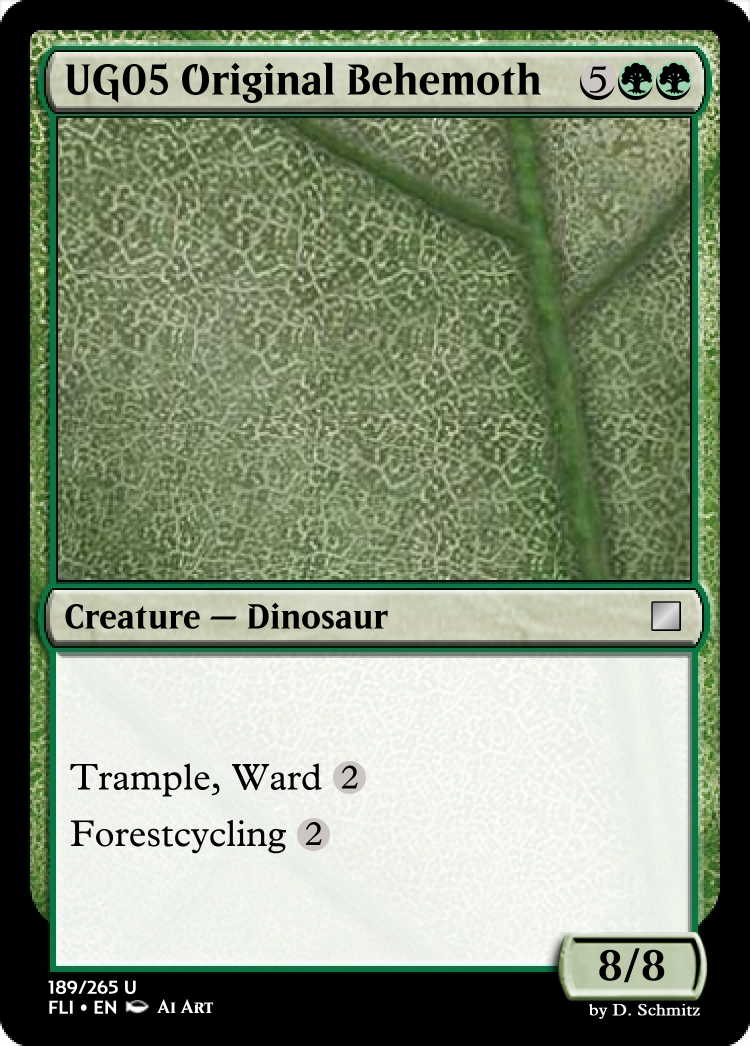 UG05 Original Behemoth 5
Creature — Dinosaur
Trample, Ward 2
Forestcycling 2
8/8
189/265 U
FLI • EN AI ART
by D. Schmitz